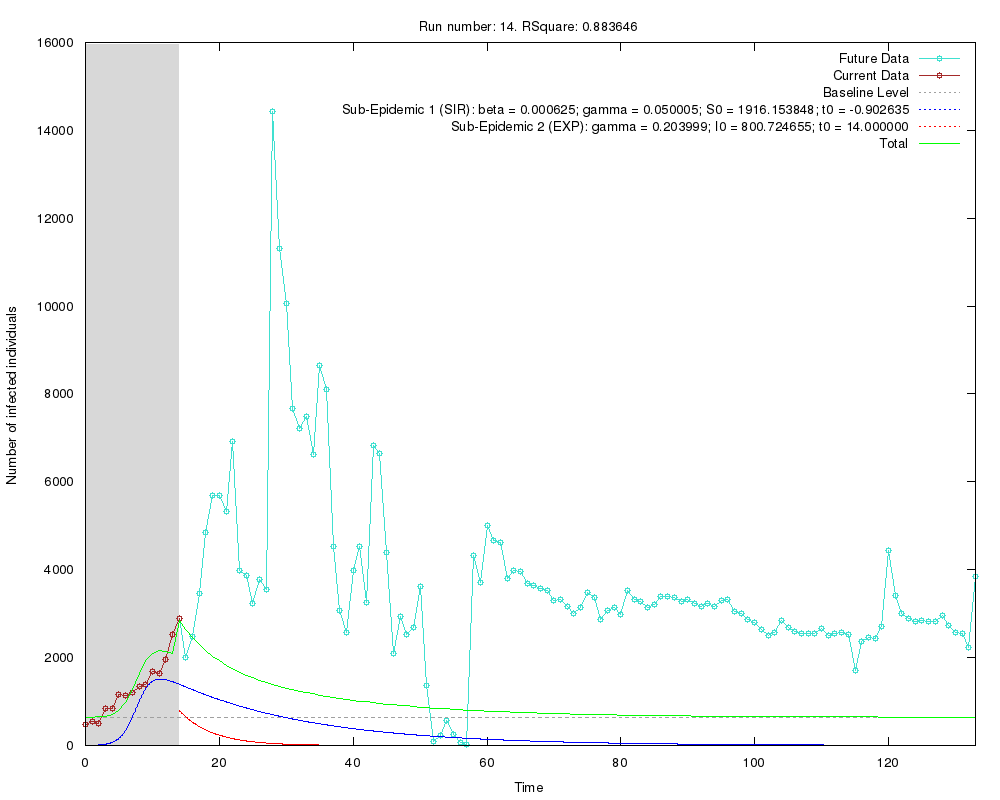 Run number: 14. RSquare: 0.883646
16000
14000
12000
10000
8000
6000
4000
2000
0
Number of infected individuals
Future Data
Current Data
Baseline Level
Sub-Epidemic 1 (SIR): beta = 0.000625; gamma = 0.050005; S0 = 1916.153848; t0 = -0.902635
Sub-Epidemic 2 (EXP): gamma = 0.203999; I0 = 800.724655; t0 = 14.000000
Total
0 20 40 60 80 100 120
Time